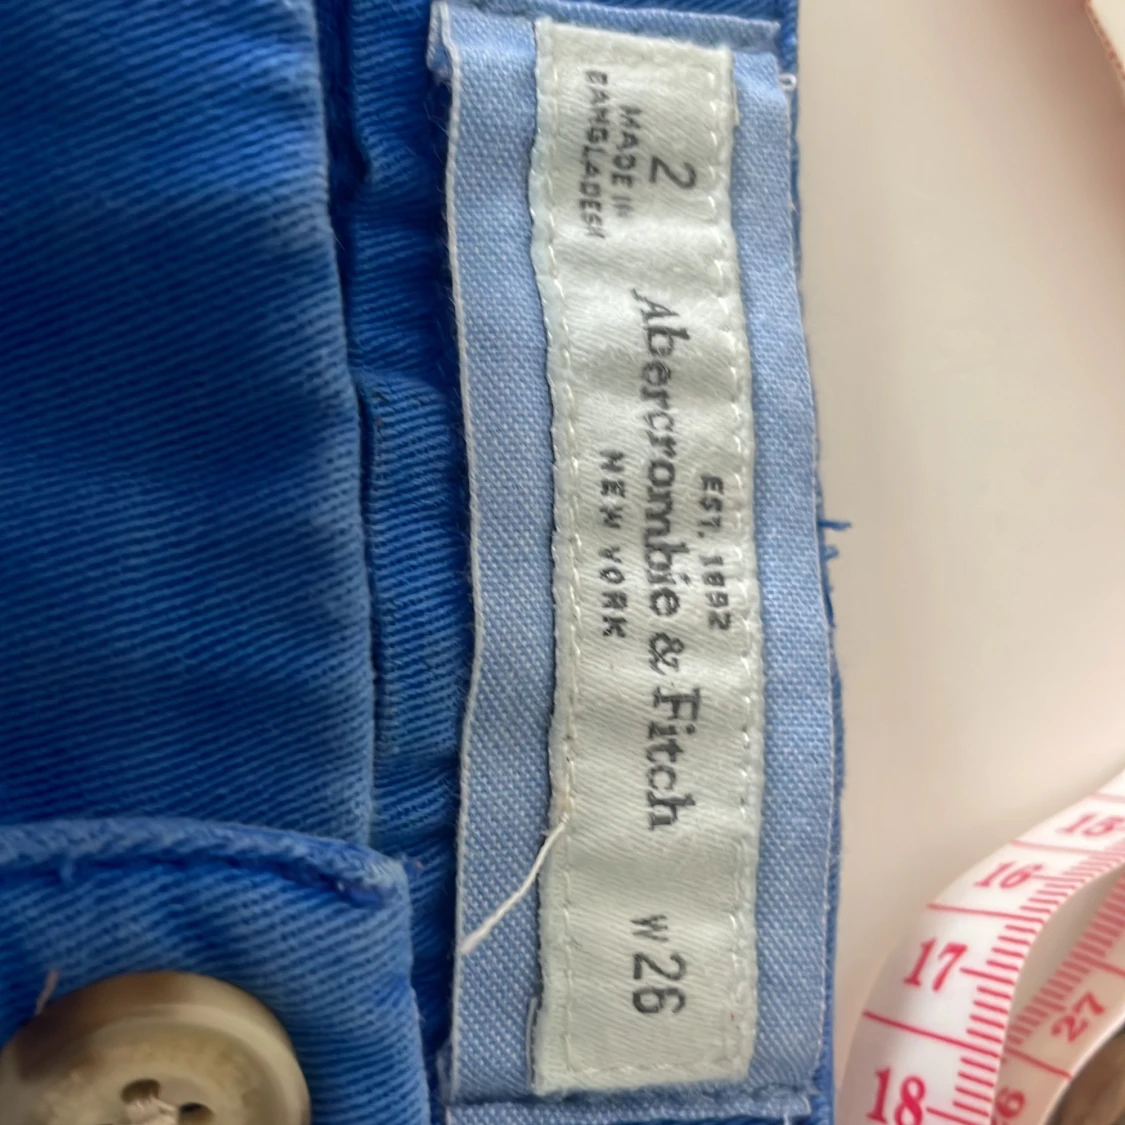 2
MADE IN
BANGLADESH
EST. 1892
Abercrombie & Fitch
NEW YORK
W 26
15
16
17
18
27